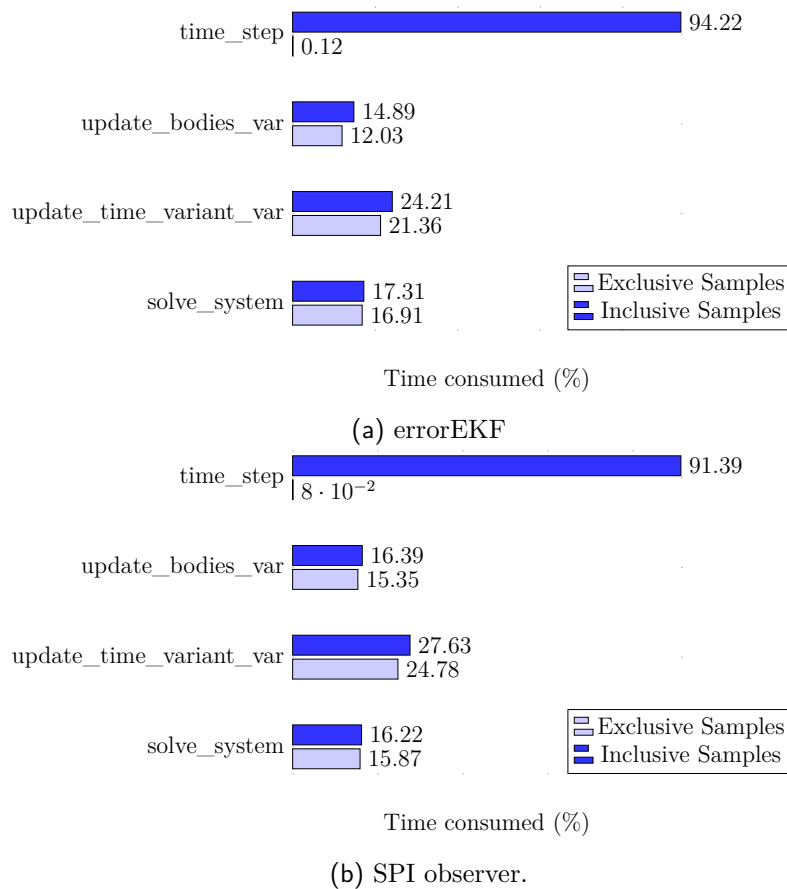 time_step
94.22
0.12
update_bodies_var
14.89
12.03
update_time_variant_var
24.21
21.36
solve_system
17.31
16.91
Exclusive Samples
Inclusive Samples
Time consumed (%)
(a) errorEKF
time_step
91.39
8 · 10⁻²
update_bodies_var
16.39
15.35
update_time_variant_var
27.63
24.78
solve_system
16.22
15.87
Exclusive Samples
Inclusive Samples
Time consumed (%)
(b) SPI observer.